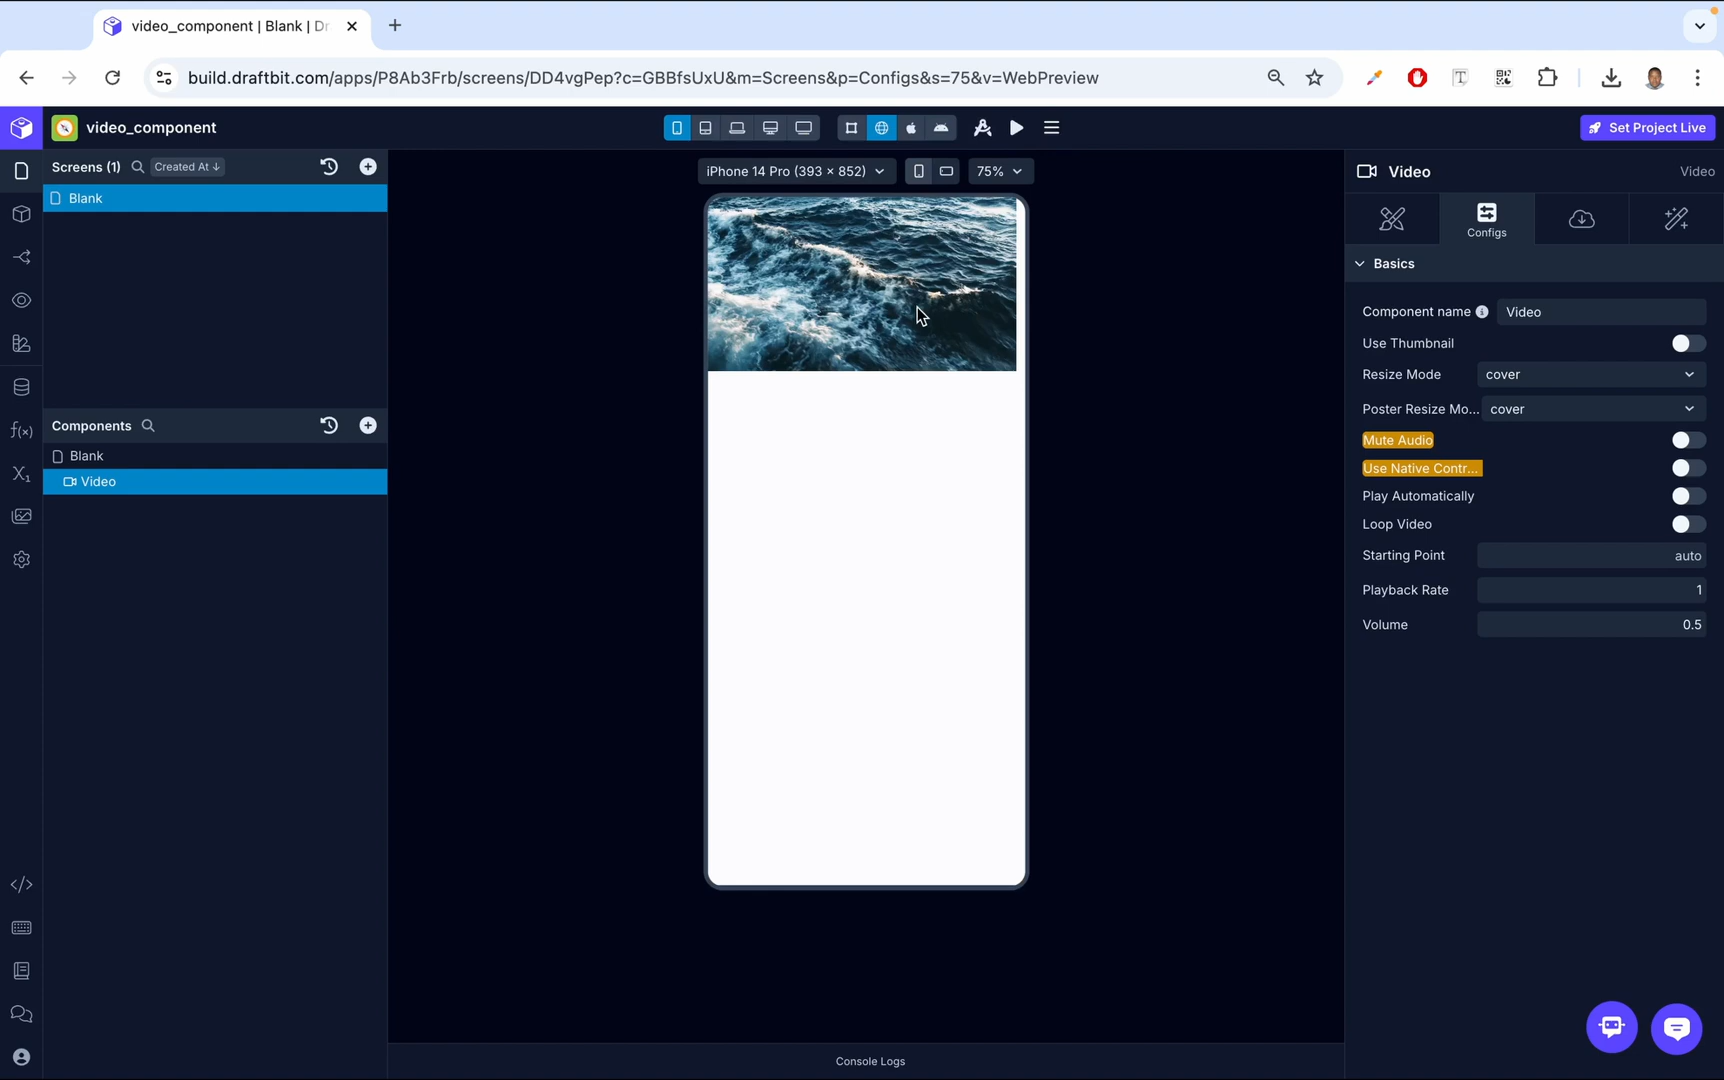 video_component | Blank | Dr
build.draftbit.com/apps/P8Ab3Frb/screens/DD4vgPep?c=GBBfsUxU&m=Screens&p=Configs&s=75&v=WebPreview
video_component
Set Project Live
Screens (1)
Created At ↓
Blank
iPhone 14 Pro (393 × 852)
75%
Video
Video
Configs
Basics
Component name
Video
Use Thumbnail
Resize Mode
cover
Poster Resize Mo...
cover
Components
Mute Audio
Blank
Use Native Contr...
Video
Play Automatically
Loop Video
Starting Point
auto
Playback Rate
1
Volume
0.5
Console Logs